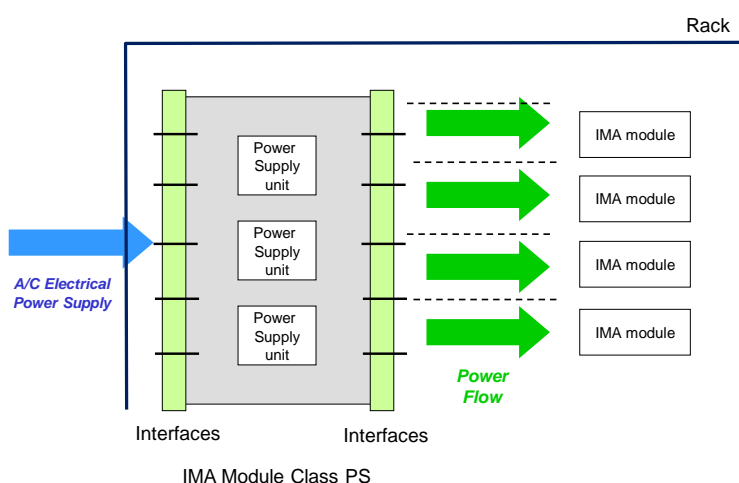 Rack
IMA module
Power
Supply
unit
IMA module
Power
Supply
unit
IMA module
A/C Electrical
Power Supply
Power
Supply
unit
IMA module
Power
Flow
Interfaces
Interfaces
IMA Module Class PS